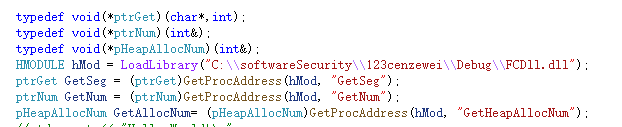 typedef void(*ptrGet)(char*,int);
typedef void(*ptrNum)(int&);
typedef void(*pHeapAllocNum)(int&);
HMODULE hMod = LoadLibrary("C:\\softwareSecurity\\123cenzewei\\Debug\\FCDll.dll");
ptrGet GetSeg = (ptrGet)GetProcAddress(hMod, "GetSeg");
ptrNum GetNum = (ptrNum)GetProcAddress(hMod, "GetNum");
pHeapAllocNum GetAllocNum= (pHeapAllocNum)GetProcAddress(hMod, "GetHeapAllocNum");